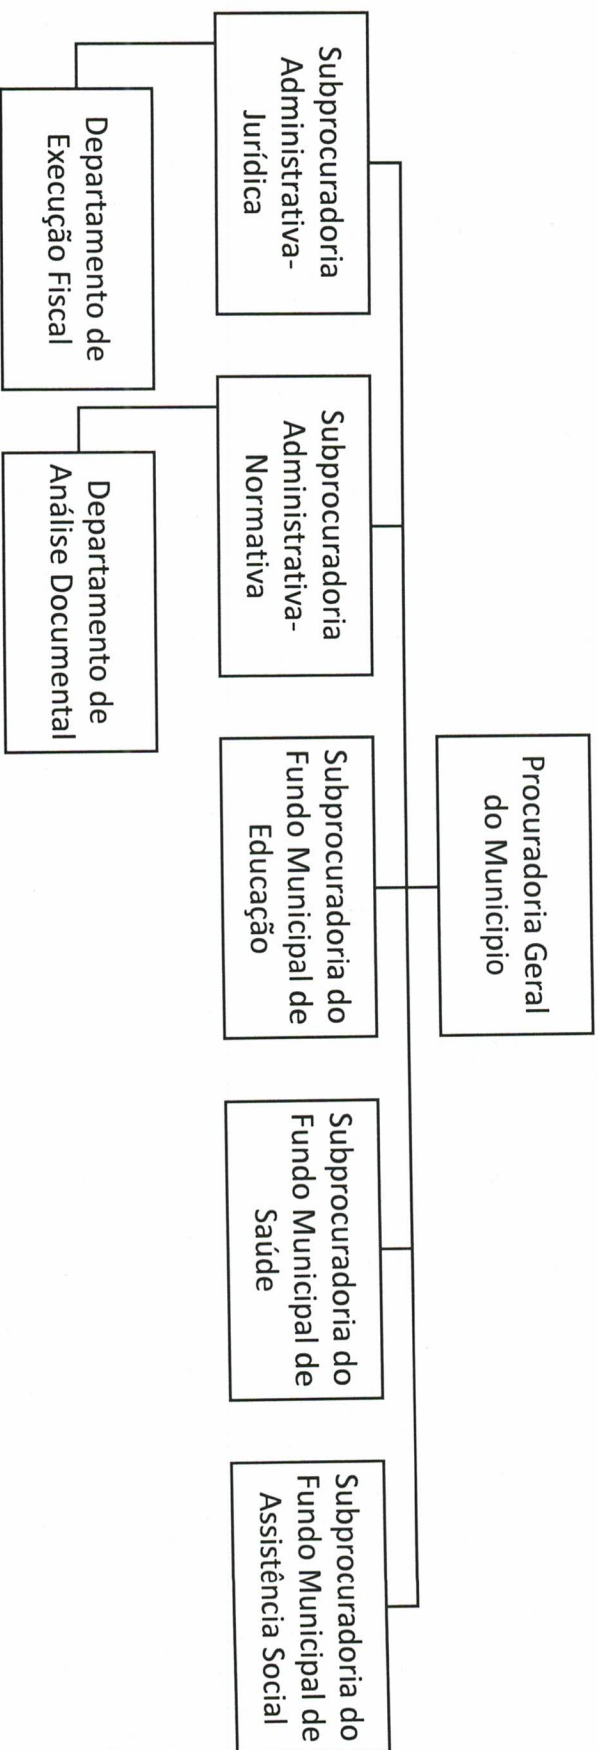 Procuradoria Geral
do Municipio
Subprocuradoria
Administrativa-
Jurídica
Subprocuradoria
Administrativa-
Normativa
Subprocuradoria do
Fundo Municipal de
Educação
Subprocuradoria do
Fundo Municipal de
Saúde
Subprocuradoria do
Fundo Municipal de
Assistência Social
Departamento de
Execução Fiscal
Departamento de
Análise Documental